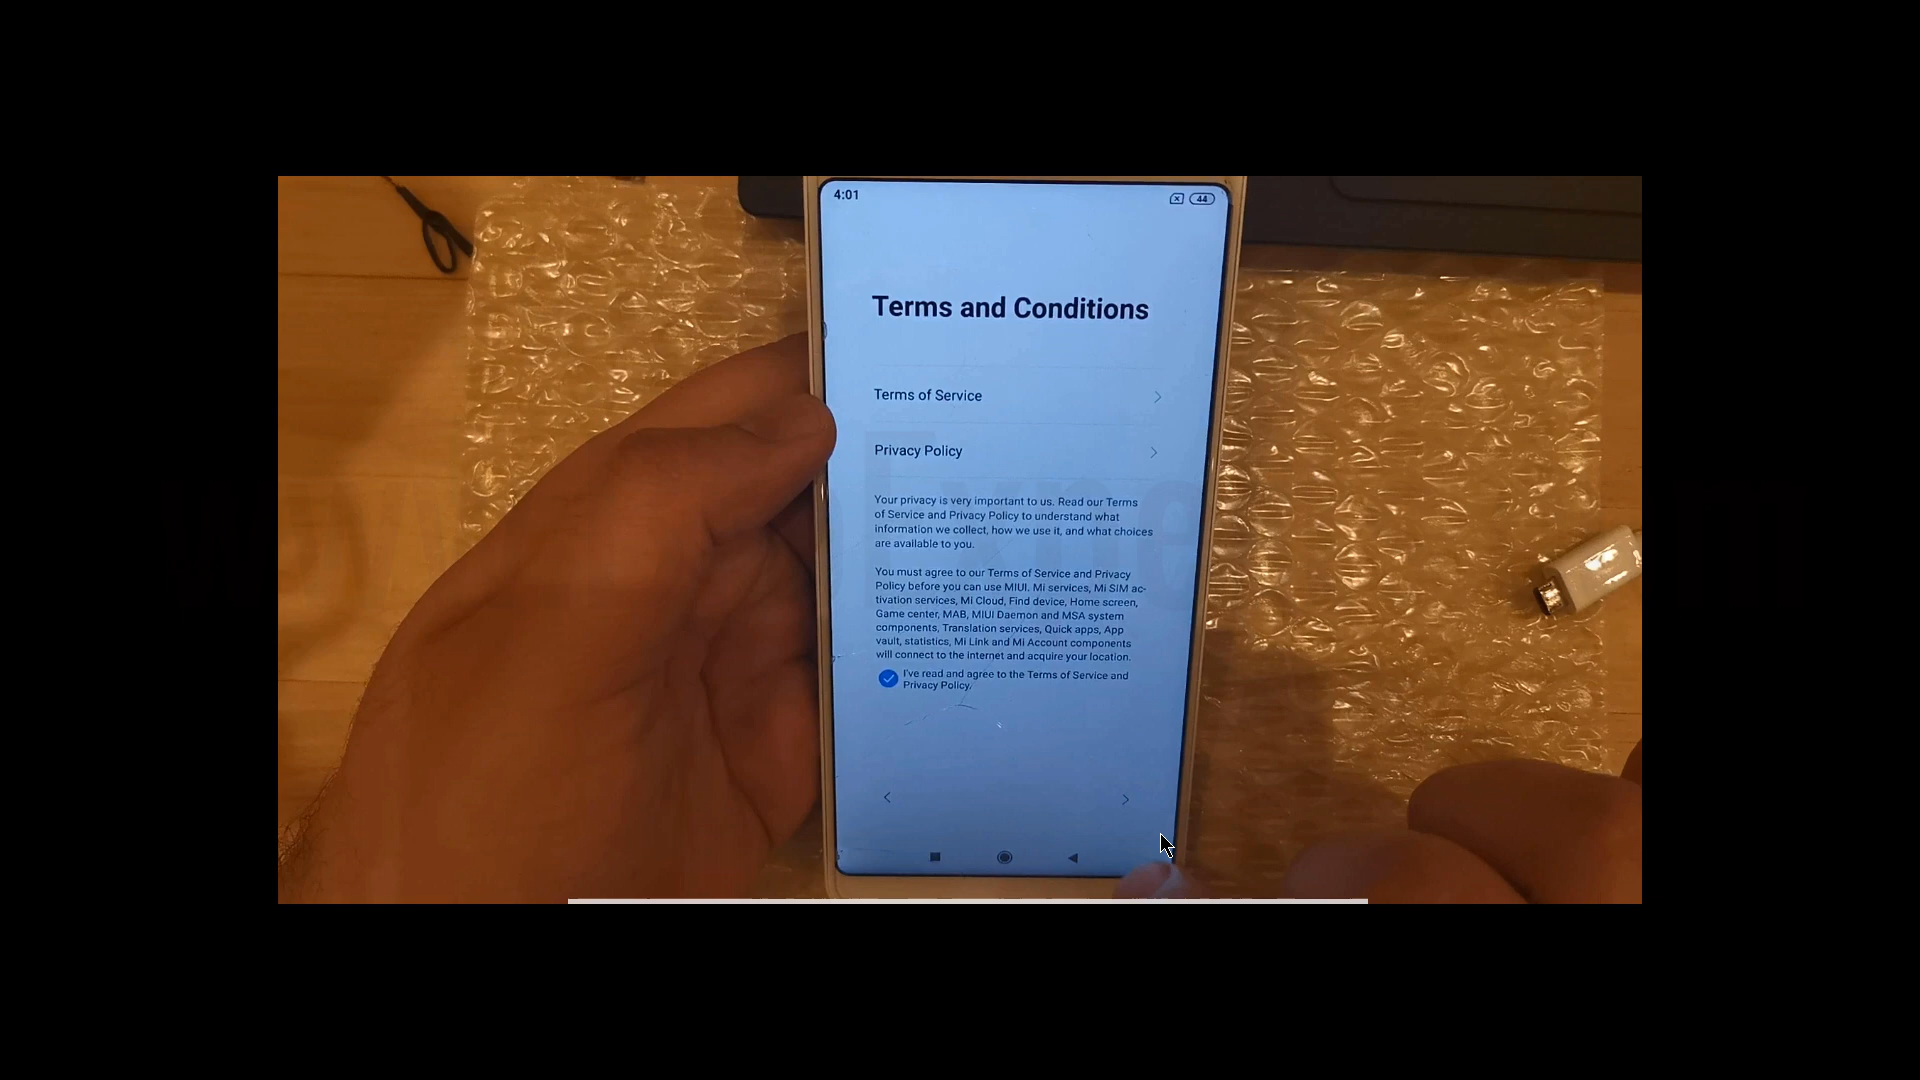 4:01
44
Terms and Conditions
Terms of Service
Privacy Policy
Your privacy is very important to us. Read our Terms
of Service and Privacy Policy to understand what
information we collect, how we use it, and what choices
are available to you.
You must agree to our Terms of Service and Privacy
Policy before you can use MIUI. Mi services, Mi SIM ac-
tivation services, Mi Cloud, Find device, Home screen,
Game center, MAB, MIUI Daemon and MSA system
components, Translation services, Quick apps, App
vault, statistics, Mi Link and Mi Account components
will connect to the internet and acquire your location.
I've read and agree to the Terms of Service and
Privacy Policy.